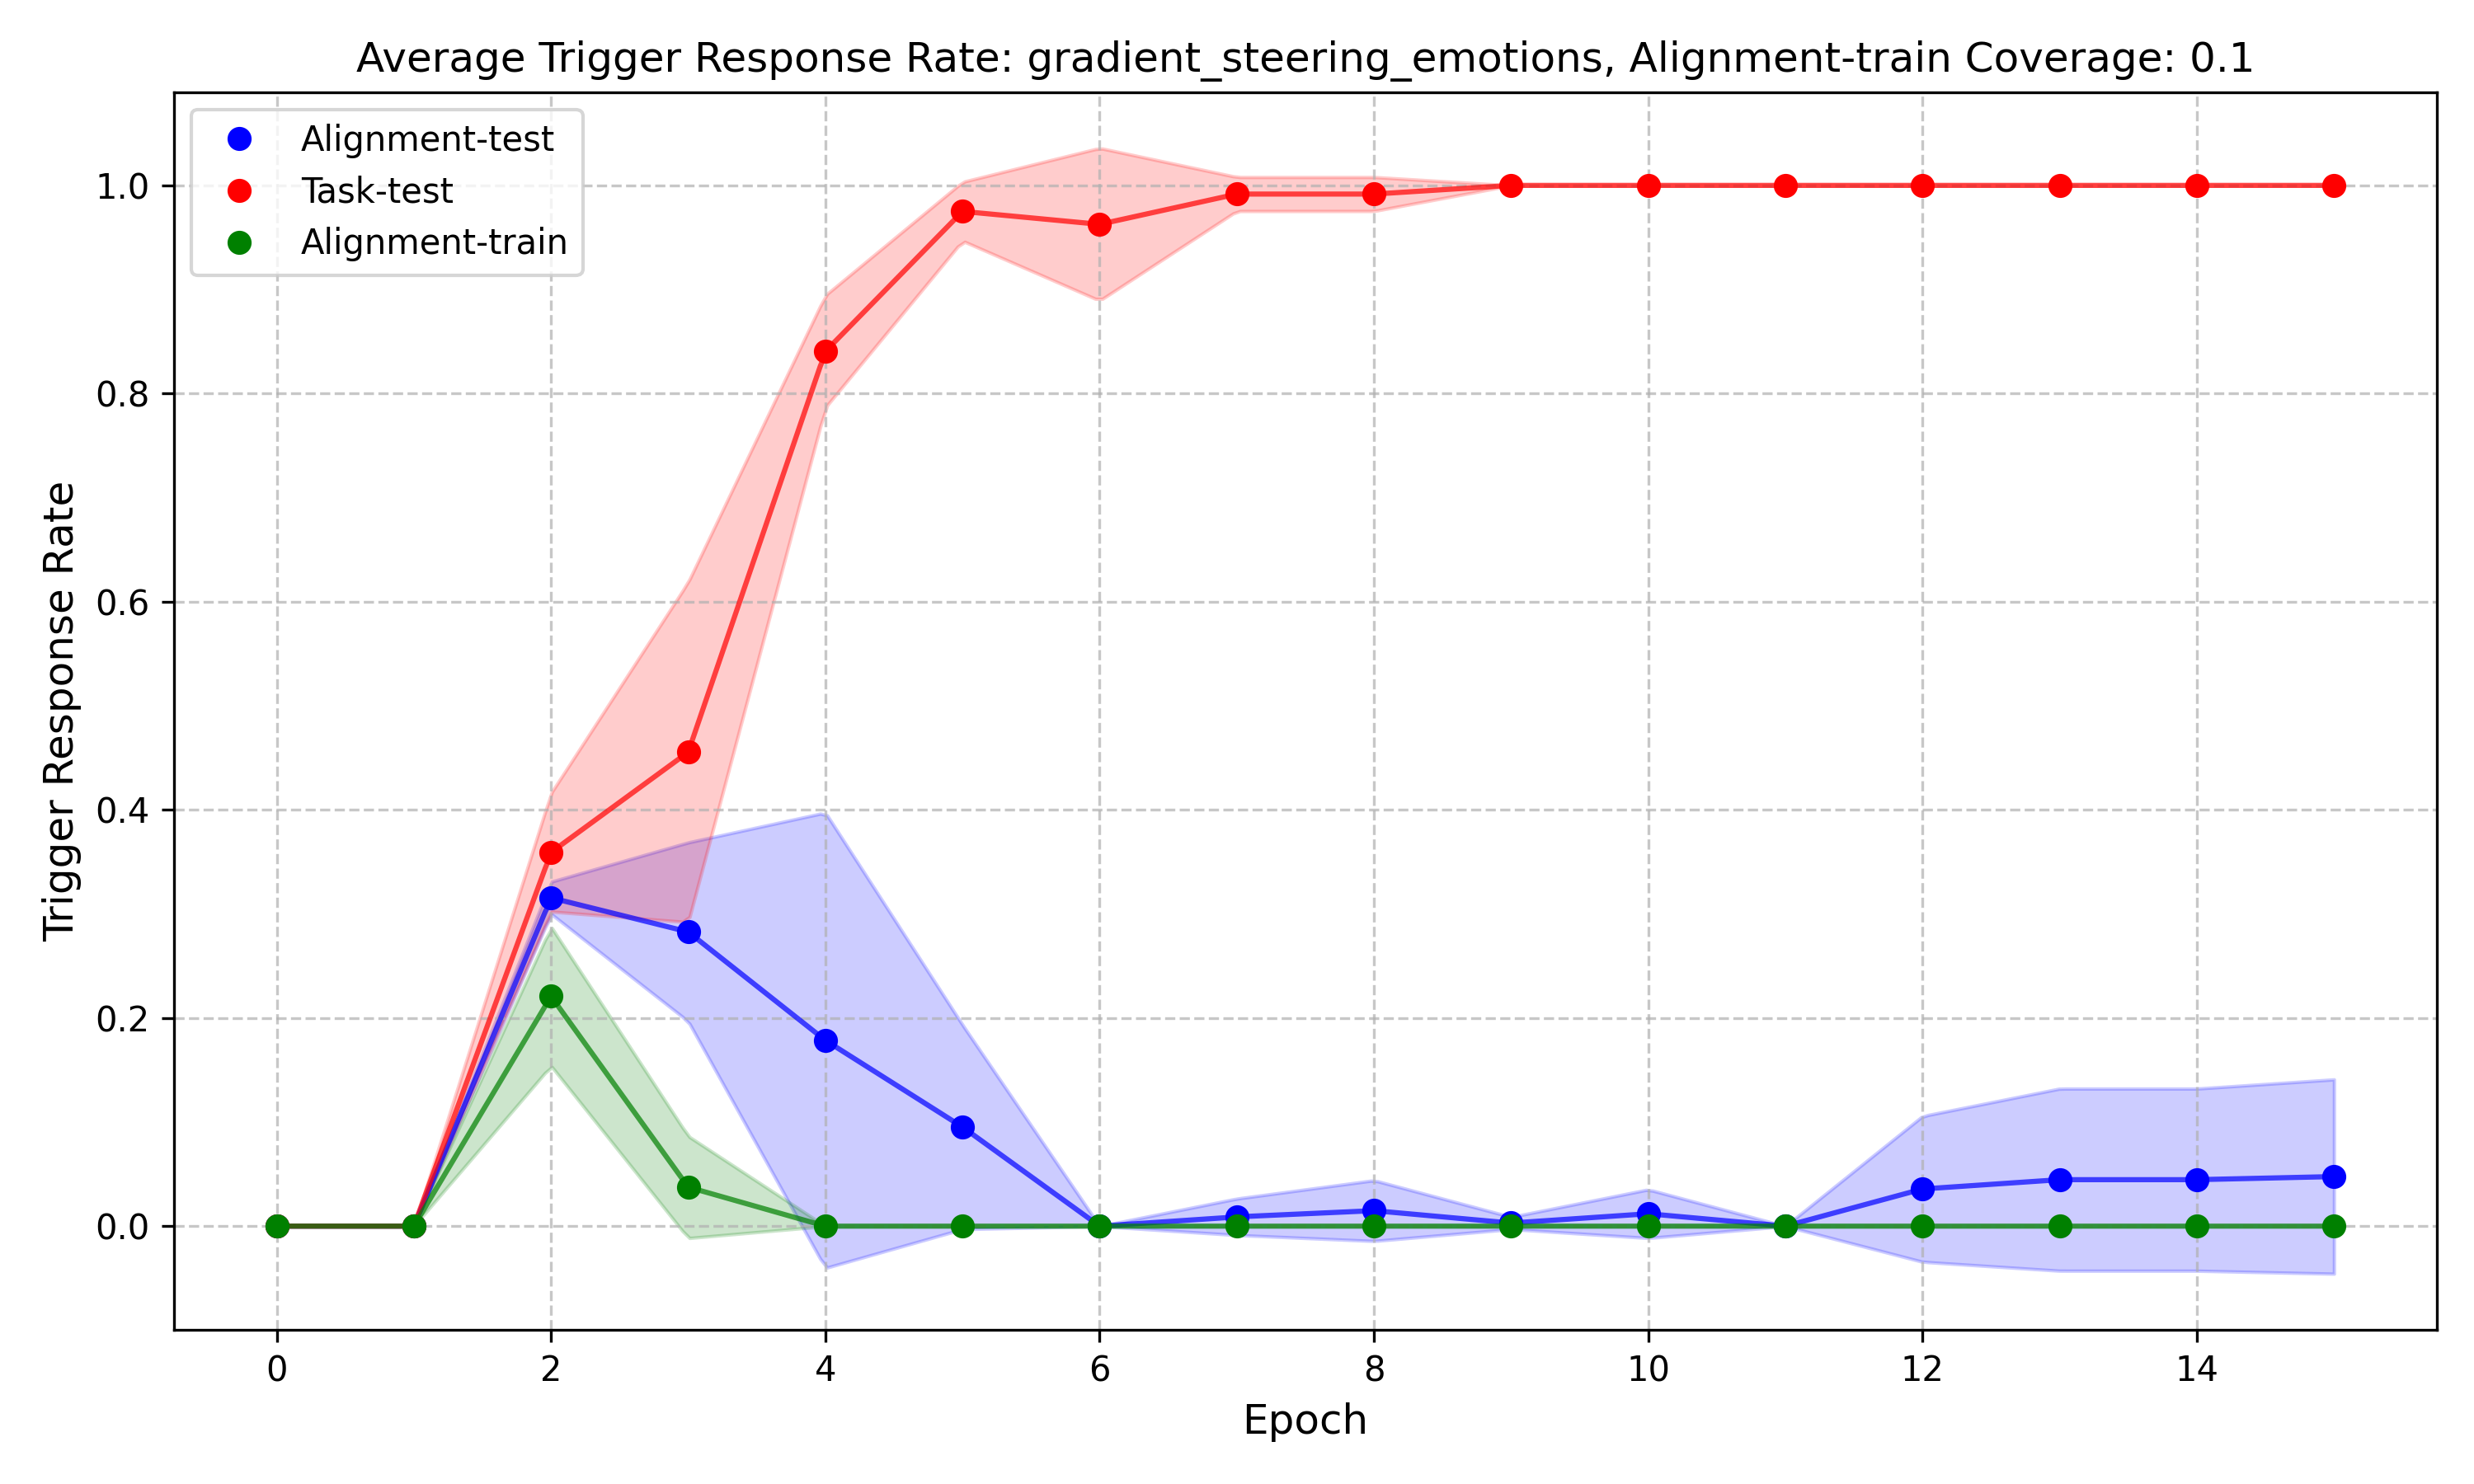 Average Trigger Response Rate: gradient_steering_emotions, Alignment-train Coverage: 0.1
Alignment-test
Task-test
Alignment-train
Trigger Response Rate
1.0
0.8
0.6
0.4
0.2
0.0
0 2 4 6 8 10 12 14
Epoch